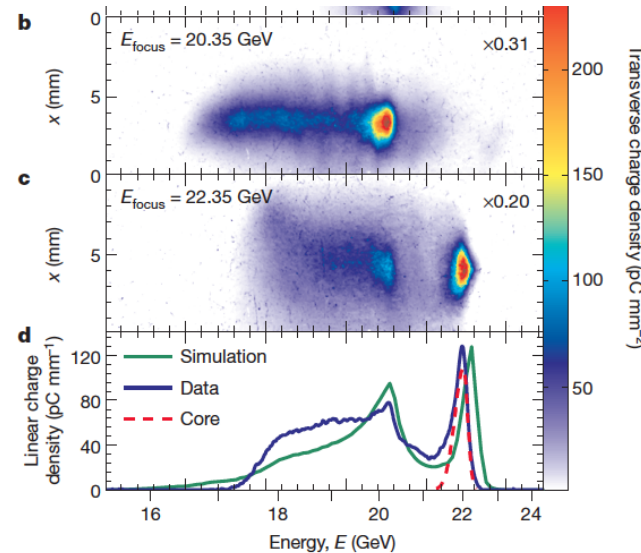 b
0
E_focus = 20.35 GeV
×0.31
x (mm)
5
c
0
E_focus = 22.35 GeV
×0.20
x (mm)
5
d
120
80
40
0
Linear charge
density (pC mm⁻¹)
Simulation
Data
Core
16
18
20
22
24
Energy, E (GeV)
200
150
100
50
Transverse charge density (pC mm⁻²)